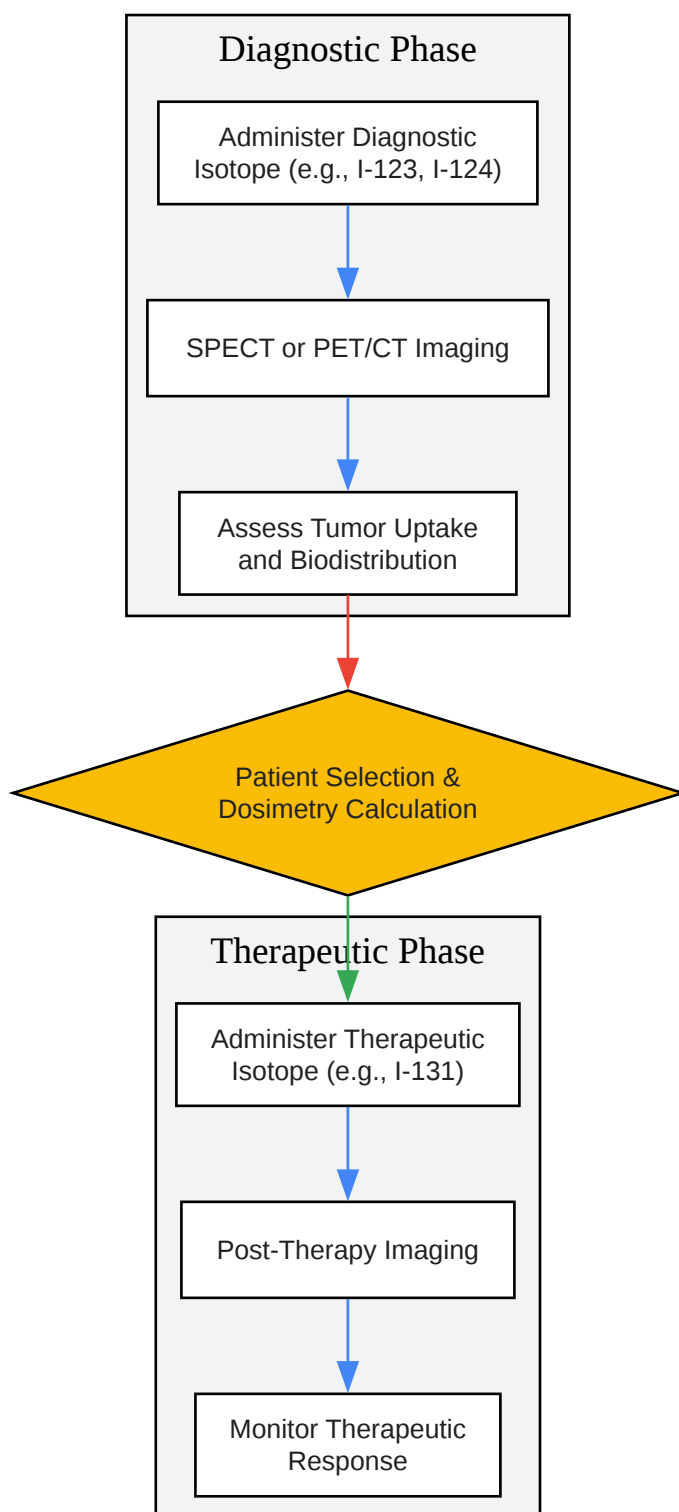 Diagnostic Phase
Administer Diagnostic
Isotope (e.g., I-123, I-124)
SPECT or PET/CT Imaging
Assess Tumor Uptake
and Biodistribution
Patient Selection &
Dosimetry Calculation
Therapeutic Phase
Administer Therapeutic
Isotope (e.g., I-131)
Post-Therapy Imaging
Monitor Therapeutic
Response